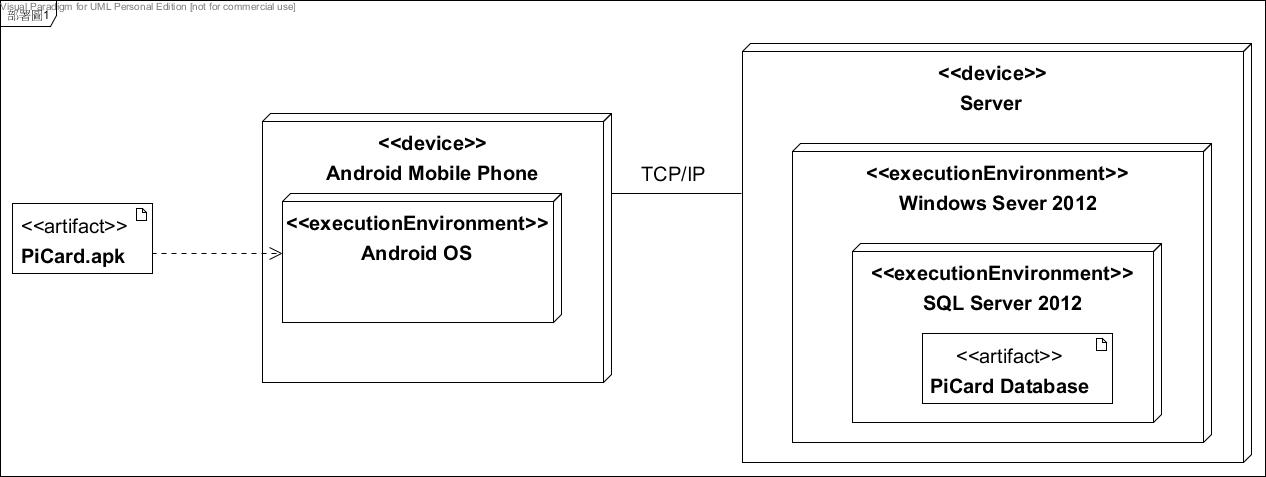 Visual Paradigm for UML Personal Edition [not for commercial use]
部署圖1
<<artifact>>
PiCard.apk
<<device>>
Android Mobile Phone
<<executionEnvironment>>
Android OS
TCP/IP
<<device>>
Server
<<executionEnvironment>>
Windows Sever 2012
<<executionEnvironment>>
SQL Server 2012
<<artifact>>
PiCard Database